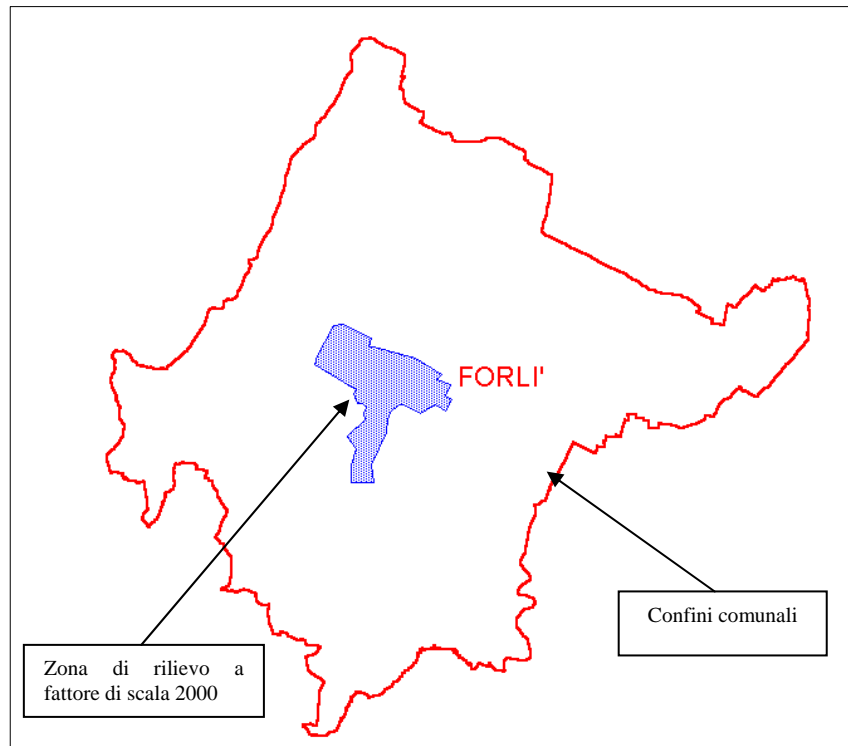 FORLI'
Confini comunali
Zona di rilievo a
fattore di scala 2000